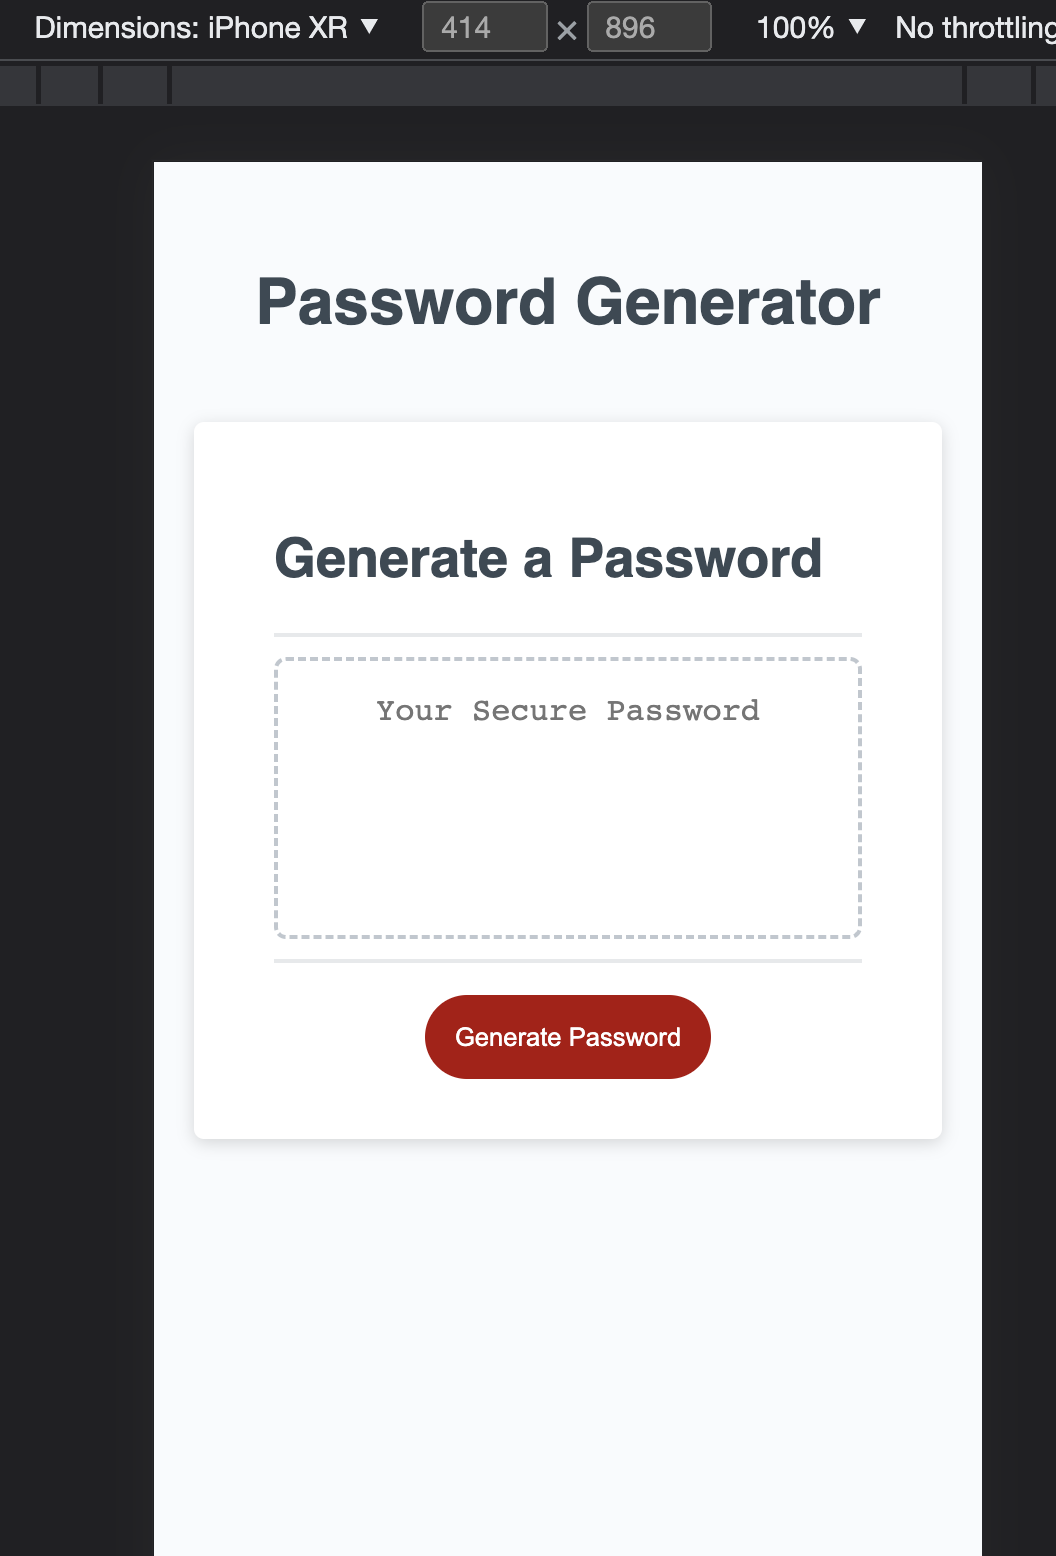 Dimensions: iPhone XR ▼ 414 × 896 100% ▼ No throttling
Password Generator
Generate a Password
Your Secure Password
Generate Password